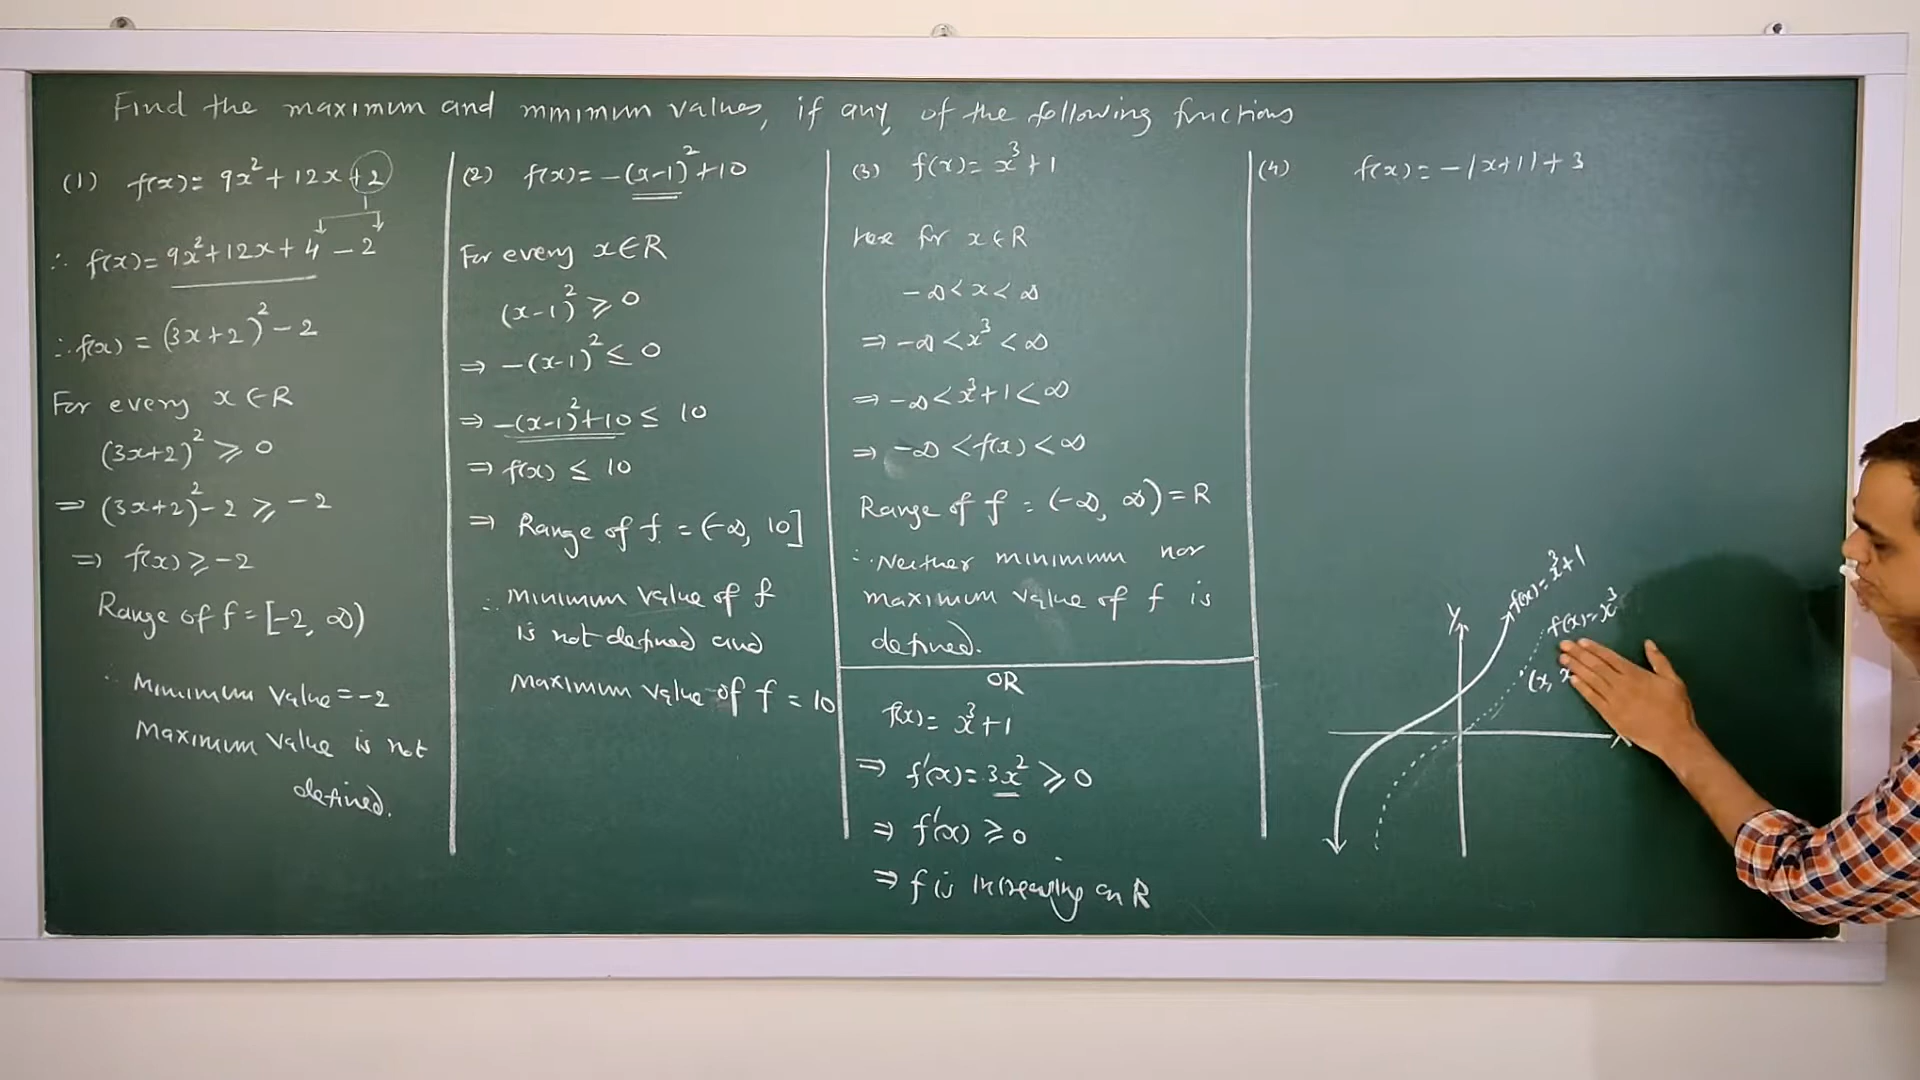 Find the maximum and minimum values, if any, of the following functions
(1) f(x) = 9x² + 12x + 2
∴ f(x) = 9x² + 12x + 4 - 2
∴ f(x) = (3x+2)² - 2
For every x ∈ R
(3x+2)² ⩾ 0
⇒ (3x+2)² - 2 ⩾ -2
⇒ f(x) ⩾ -2
Range of f = [-2, ∞)
∴ Minimum value = -2
Maximum value is not
defined.
(2) f(x) = -(x-1)² + 10
For every x ∈ R
(x-1)² ⩾ 0
⇒ -(x-1)² ≤ 0
⇒ -(x-1)² + 10 ≤ 10
⇒ f(x) ≤ 10
⇒ Range of f = (-∞, 10]
∴ minimum value of f
is not defined and
maximum value of f = 10
(3) f(x) = x³ + 1
for x ∈ R
-∞ < x < ∞
⇒ -∞ < x³ < ∞
⇒ -∞ < x³ + 1 < ∞
⇒ -∞ < f(x) < ∞
Range of f = (-∞, ∞) = R
∴ Neither minimum nor
maximum value of f is
defined.
OR
f(x) = x³ + 1
⇒ f'(x) = 3x² ⩾ 0
⇒ f'(x) ⩾ 0
⇒ f is increasing on R
(4) f(x) = -|x+1| + 3
f(x) = x³ + 1
f(x) = x³
(x, x
Y
X